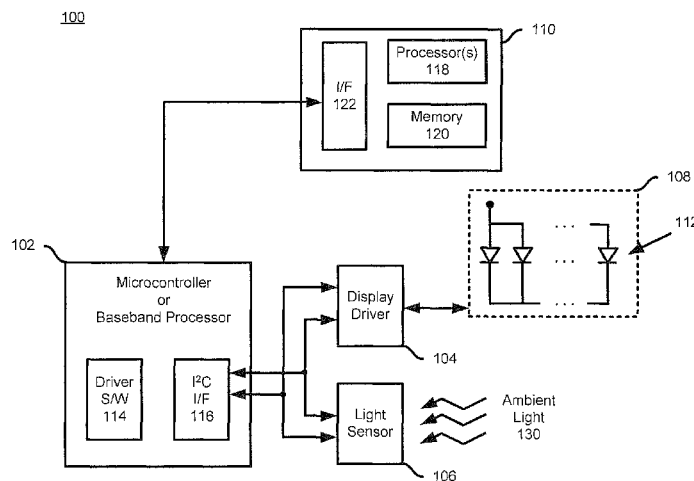 100
110
Processor(s)
118
I/F
122
Memory
120
108
112
102
Microcontroller
or
Baseband Processor
Display
Driver
104
Driver
S/W
114
I²C
I/F
116
Light
Sensor
106
Ambient
Light
130